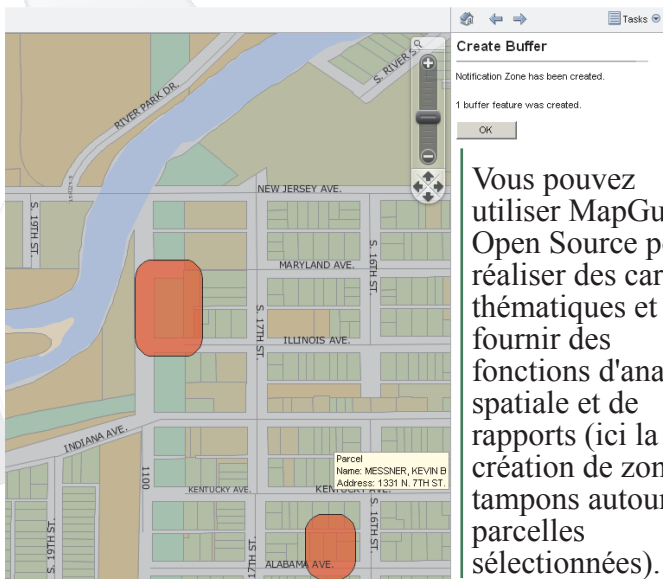 Tasks
Create Buffer
Notification Zone has been created.
1 buffer feature was created.
OK
Vous pouvez
utiliser MapGu
Open Source p
réaliser des car
thématiques et
fournir des
fonctions d'ana
spatiale et de
rapports (ici la
création de zon
tampons autour
parcelles
sélectionnées).
RIVER PARK DR.
S. RIVER S
S. 19TH ST.
NEW JERSEY AVE.
MARYLAND AVE.
S. 16TH ST.
S. 17TH ST.
ILLINOIS AVE.
INDIANA AVE.
1100
Parcel
Name: MESSNER, KEVIN B
Address: 1331 N. 7TH ST.
KENTUCKY AVE
KENTUCKY AVE.
S. 16TH ST.
S. 19TH ST.
17TH ST.
ALABAMA AVE.